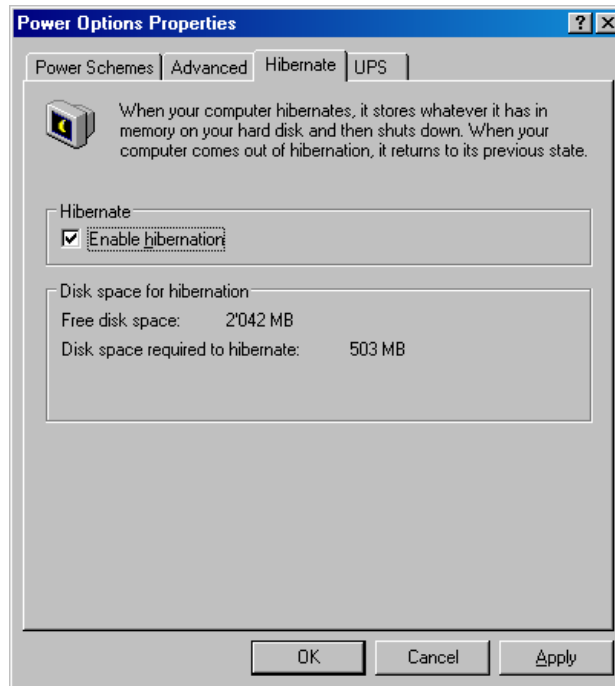 Power Options Properties
Power Schemes Advanced Hibernate UPS
When your computer hibernates, it stores whatever it has in
memory on your hard disk and then shuts down. When your
computer comes out of hibernation, it returns to its previous state.
Hibernate
Enable hibernation
Disk space for hibernation
Free disk space: 2'042 MB
Disk space required to hibernate: 503 MB
OK Cancel Apply